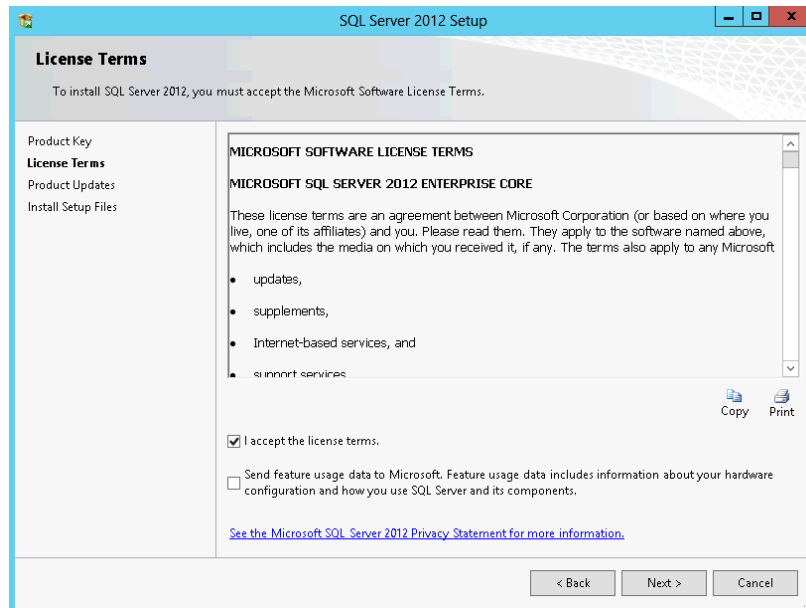 SQL Server 2012 Setup
License Terms
To install SQL Server 2012, you must accept the Microsoft Software License Terms.
Product Key
License Terms
Product Updates
Install Setup Files
MICROSOFT SOFTWARE LICENSE TERMS
MICROSOFT SQL SERVER 2012 ENTERPRISE CORE
These license terms are an agreement between Microsoft Corporation (or based on where you
live, one of its affiliates) and you. Please read them. They apply to the software named above,
which includes the media on which you received it, if any. The terms also apply to any Microsoft
• updates,
• supplements,
• Internet-based services, and
• support services
Copy Print
I accept the license terms.
Send feature usage data to Microsoft. Feature usage data includes information about your hardware
configuration and how you use SQL Server and its components.
See the Microsoft SQL Server 2012 Privacy Statement for more information.
< Back Next > Cancel